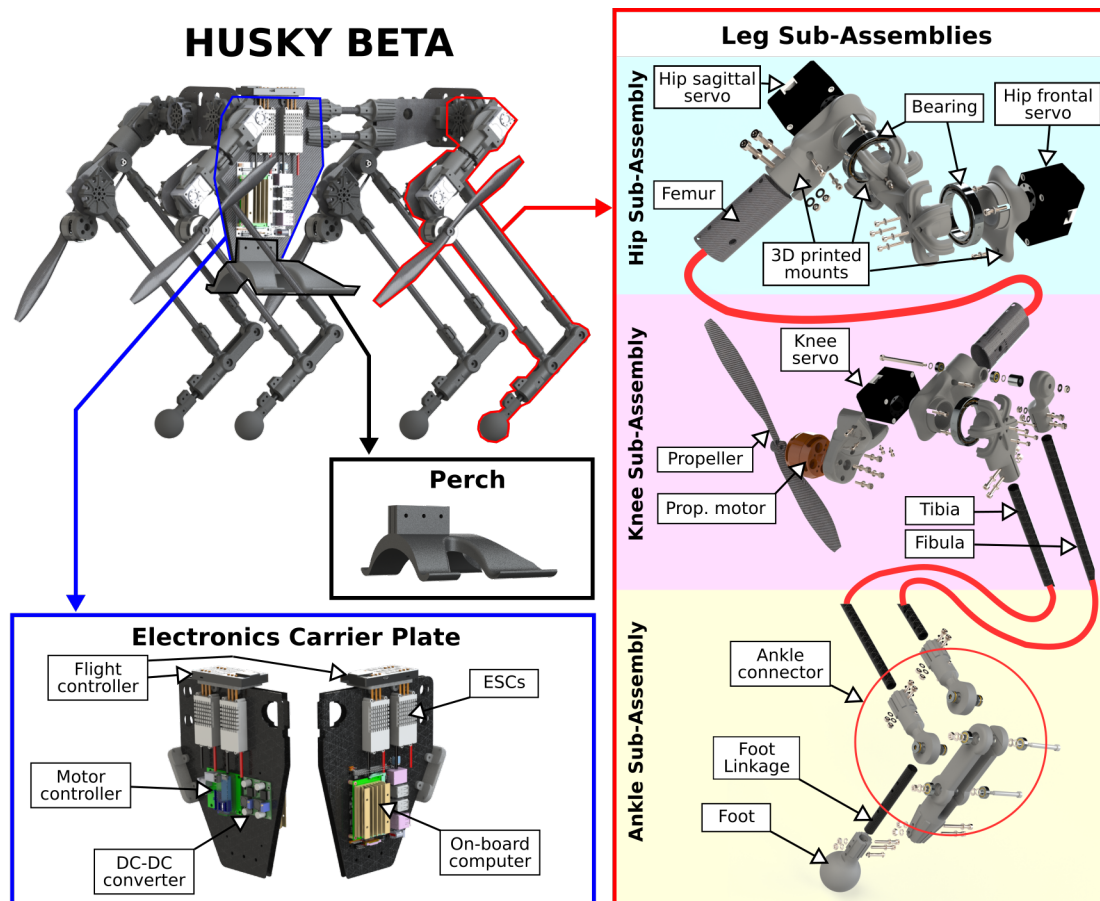 HUSKY BETA
Perch
Electronics Carrier Plate
Flight
controller
ESCs
Motor
controller
DC-DC
converter
On-board
computer
Leg Sub-Assemblies
Hip Sub-Assembly
Hip sagittal
servo
Bearing
Hip frontal
servo
Femur
3D printed
mounts
Knee Sub-Assembly
Knee
servo
Propeller
Prop. motor
Tibia
Fibula
Ankle Sub-Assembly
Ankle
connector
Foot
Linkage
Foot